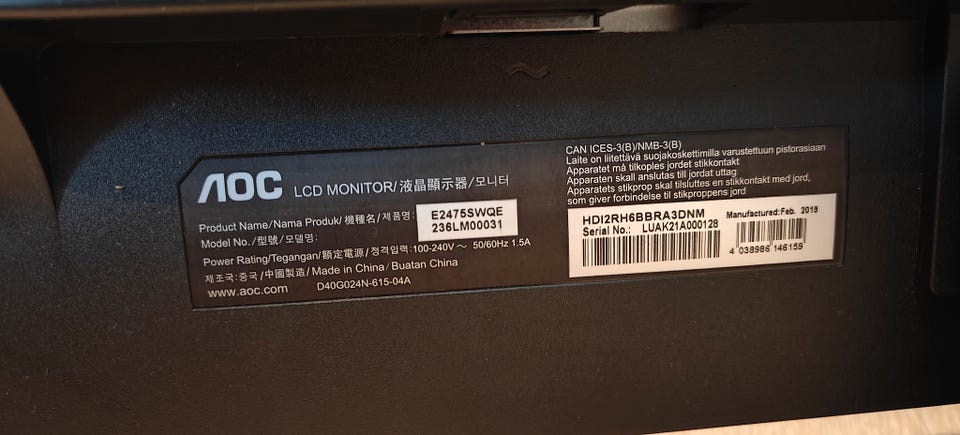 AOC LCD MONITOR/液晶顯示器/모니터
Product Name/Nama Produk/機種名/제품명: E2475SWQE
Model No./型號/모델명: 236LM00031
Power Rating/Tegangan/額定電源/정격입력:100-240V ～ 50/60Hz 1.5A
제조국:중국/中國製造/Made in China/Buatan China
www.aoc.com D40G024N-615-04A
CAN ICES-3(B)/NMB-3(B)
Laite on liitettävä suojakoskettimilla varustettuun pistorasiaan
Apparatet må tilkoples jordet stikkontakt
Apparaten skall anslutas till jordat uttag
Apparatets stikprop skal tilsluttes en stikkontakt med jord,
som giver forbindelse til stikproppens jord
HDI2RH6BBRA3DNM Manufactured:Feb. 2019
Serial No.: LUAK21A000128
4 038986 146159